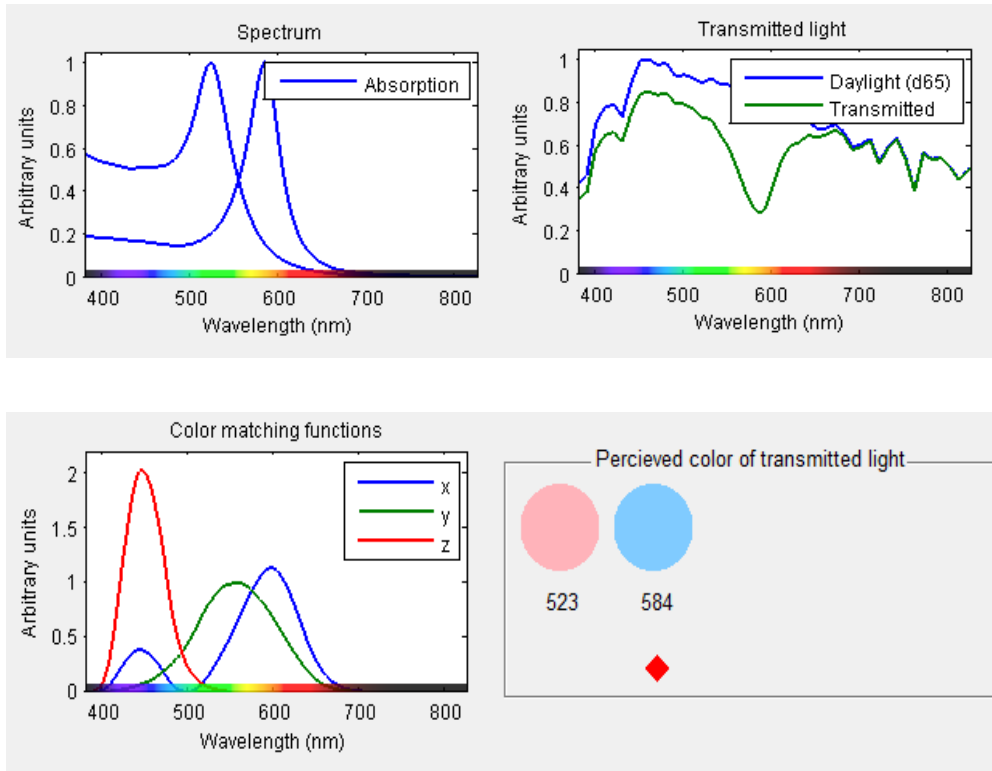 Spectrum
Absorption
Arbitrary units
1
0.8
0.6
0.4
0.2
0
400 500 600 700 800
Wavelength (nm)
Transmitted light
Daylight (d65)
Transmitted
Arbitrary units
1
0.8
0.6
0.4
0.2
0
400 500 600 700 800
Wavelength (nm)
Color matching functions
x
y
z
Arbitrary units
2
1.5
1
0.5
0
400 500 600 700 800
Wavelength (nm)
Percieved color of transmitted light
523 584